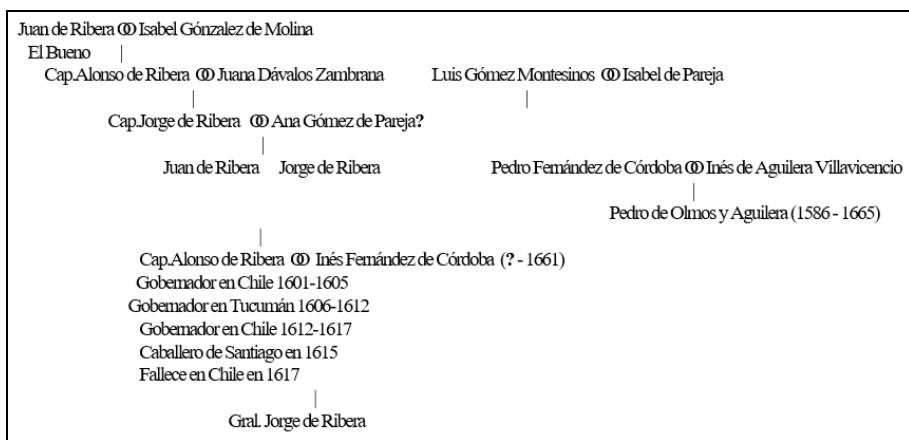 Juan de Ribera ꝏ Isabel Gónzalez de Molina
El Bueno |
Cap.Alonso de Ribera ꝏ Juana Dávalos Zambrana Luis Gómez Montesinos ꝏ Isabel de Pareja
| |
Cap.Jorge de Ribera ꝏ Ana Gómez de Pareja?
|
Juan de Ribera Jorge de Ribera Pedro Fernández de Córdoba ꝏ Inés de Aguilera Villavicencio
|
Pedro de Olmos y Aguilera (1586 - 1665)
|
Cap.Alonso de Ribera ꝏ Inés Fernández de Córdoba (? - 1661)
Gobernador en Chile 1601-1605
Gobernador en Tucumán 1606-1612
Gobernador en Chile 1612-1617
Caballero de Santiago en 1615
Fallece en Chile en 1617
|
Gral. Jorge de Ribera